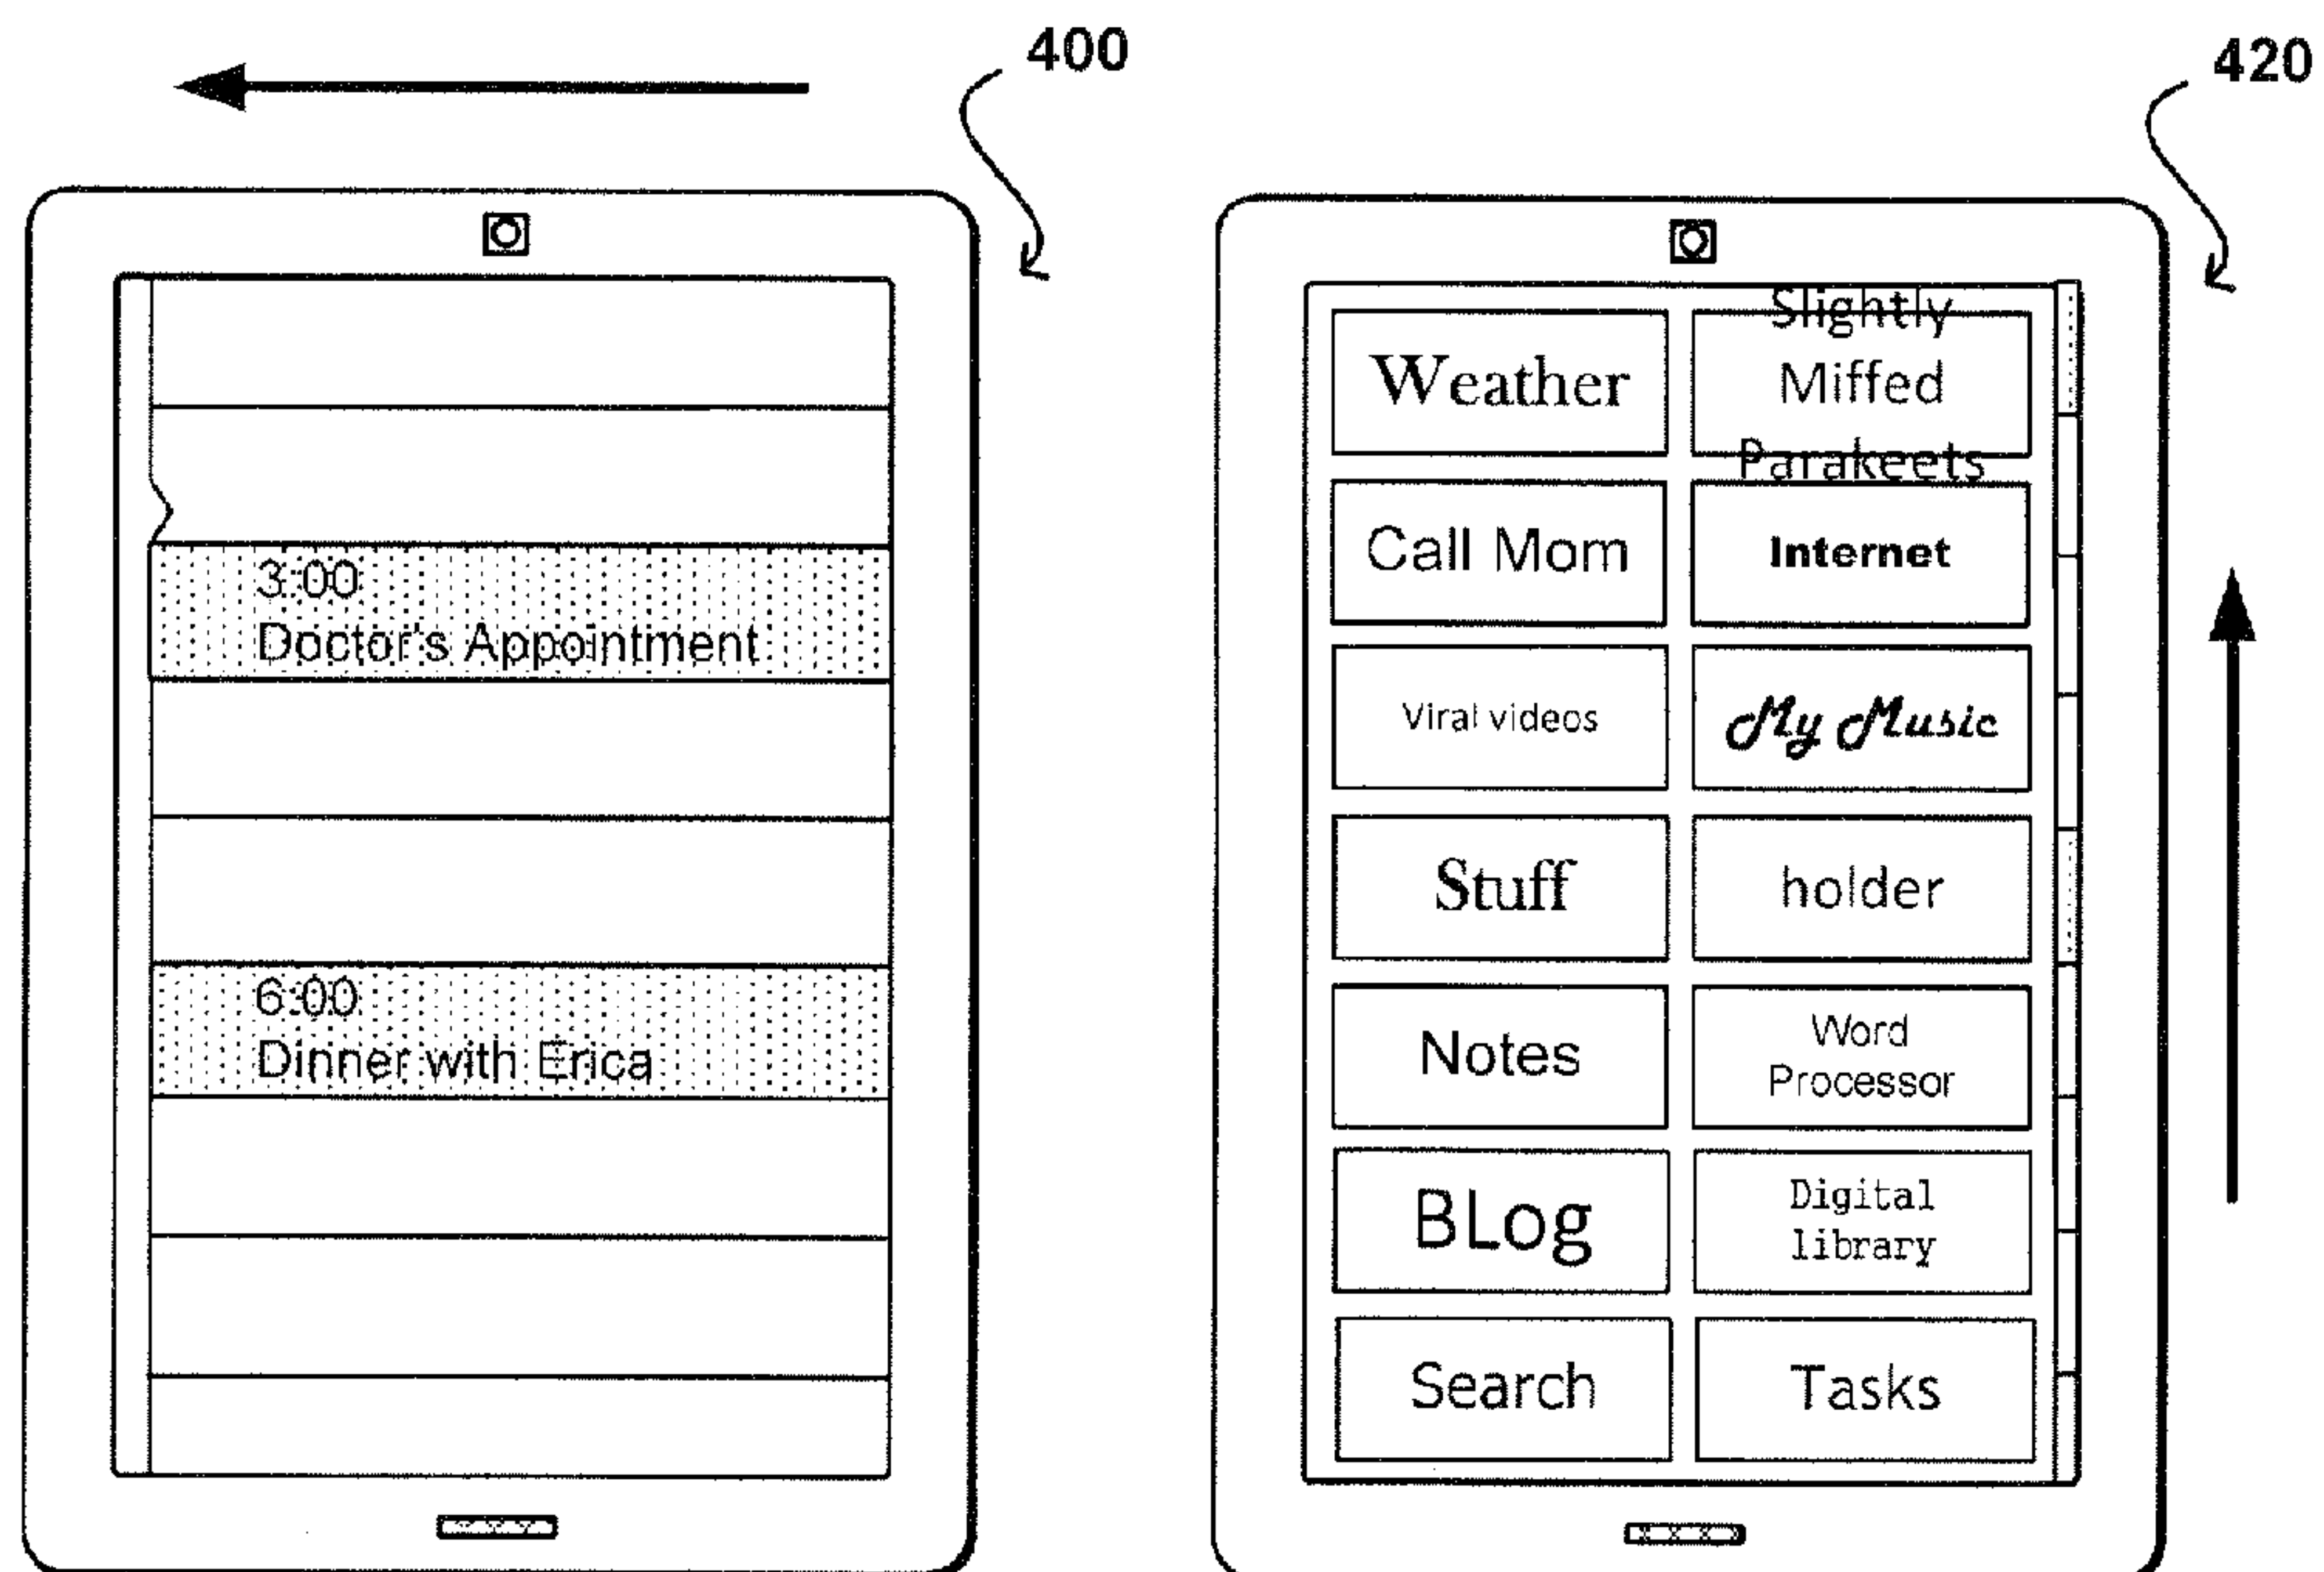 400
3:00
Doctor's Appointment
6:00
Dinner with Erica
420
Weather
Slightly
Miffed
Parakeets
Call Mom
Internet
Viral videos
My Music
Stuff
holder
Notes
Word
Processor
BLog
Digital
library
Search
Tasks